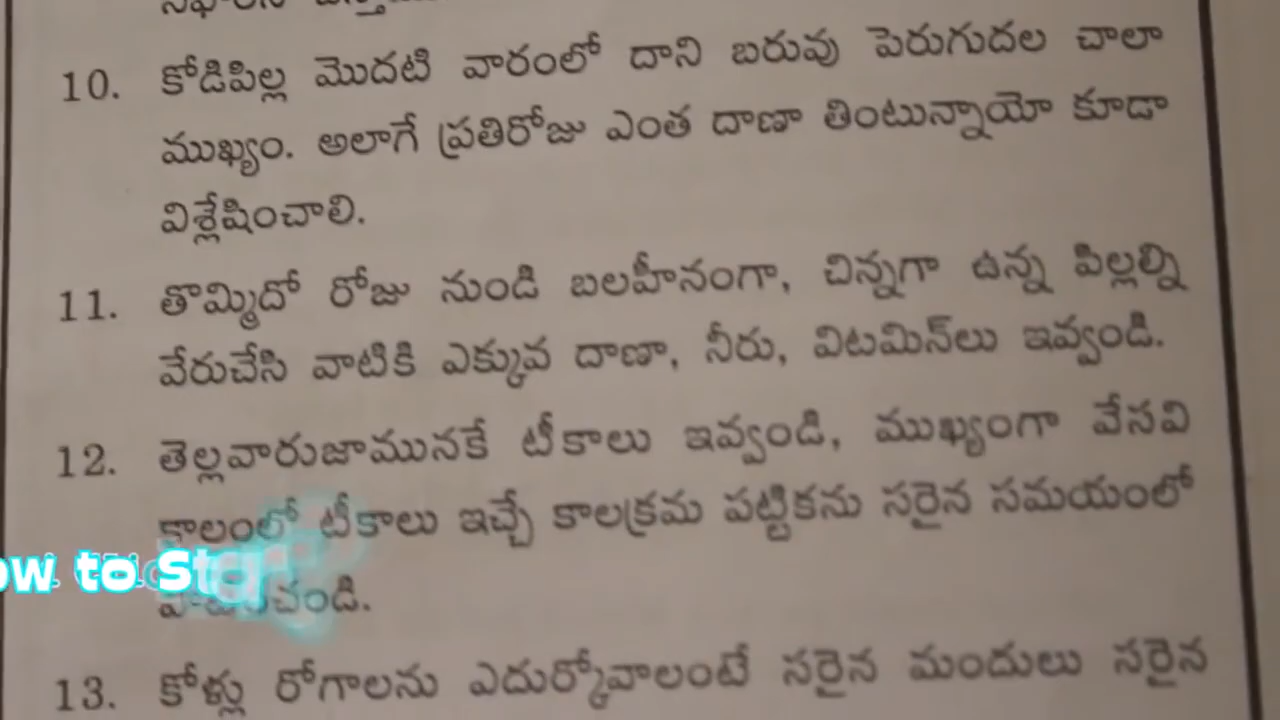 10. కోడిపిల్ల మొదటి వారంలో దాని బరువు పెరుగుదల చాలా
ముఖ్యం. అలాగే ప్రతిరోజు ఎంత దాణా తింటున్నాయో కూడా
విశ్లేషించాలి.
11. తొమ్మిదో రోజు నుండి బలహీనంగా, చిన్నగా ఉన్న పిల్లల్ని
వేరుచేసి వాటికి ఎక్కువ దాణా, నీరు, విటమిన్‌లు ఇవ్వండి.
12. తెల్లవారుజామునకే టీకాలు ఇవ్వండి, ముఖ్యంగా వేసవి
కాలంలో టీకాలు ఇచ్చే కాలక్రమ పట్టికను సరైన సమయంలో
ow to
13. కోళ్లు రోగాలను ఎదుర్కోవాలంటే సరైన మందులు సరైన